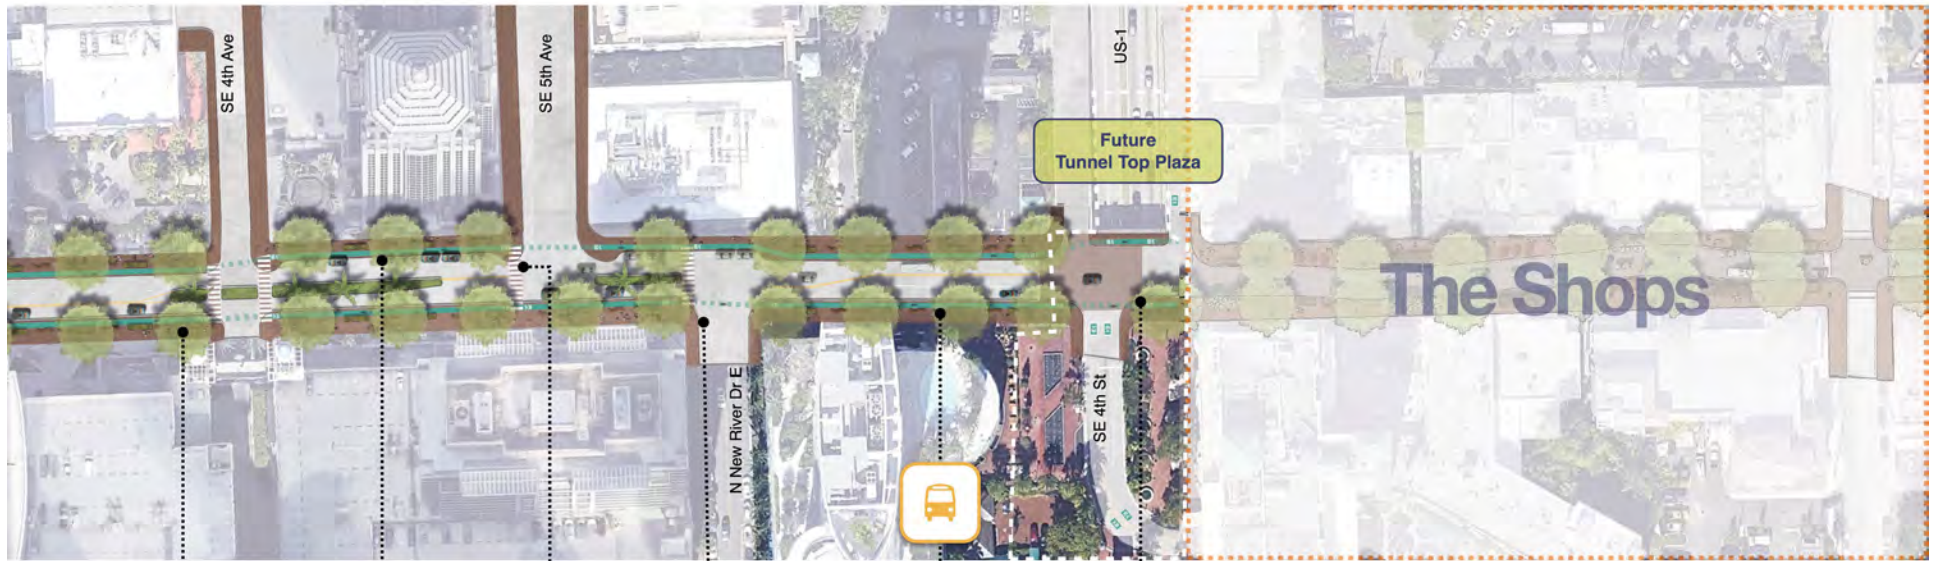 SE 4th Ave
SE 5th Ave
US-1
Future
Tunnel Top Plaza
The Shops
N New River Dr E
SE 4th St